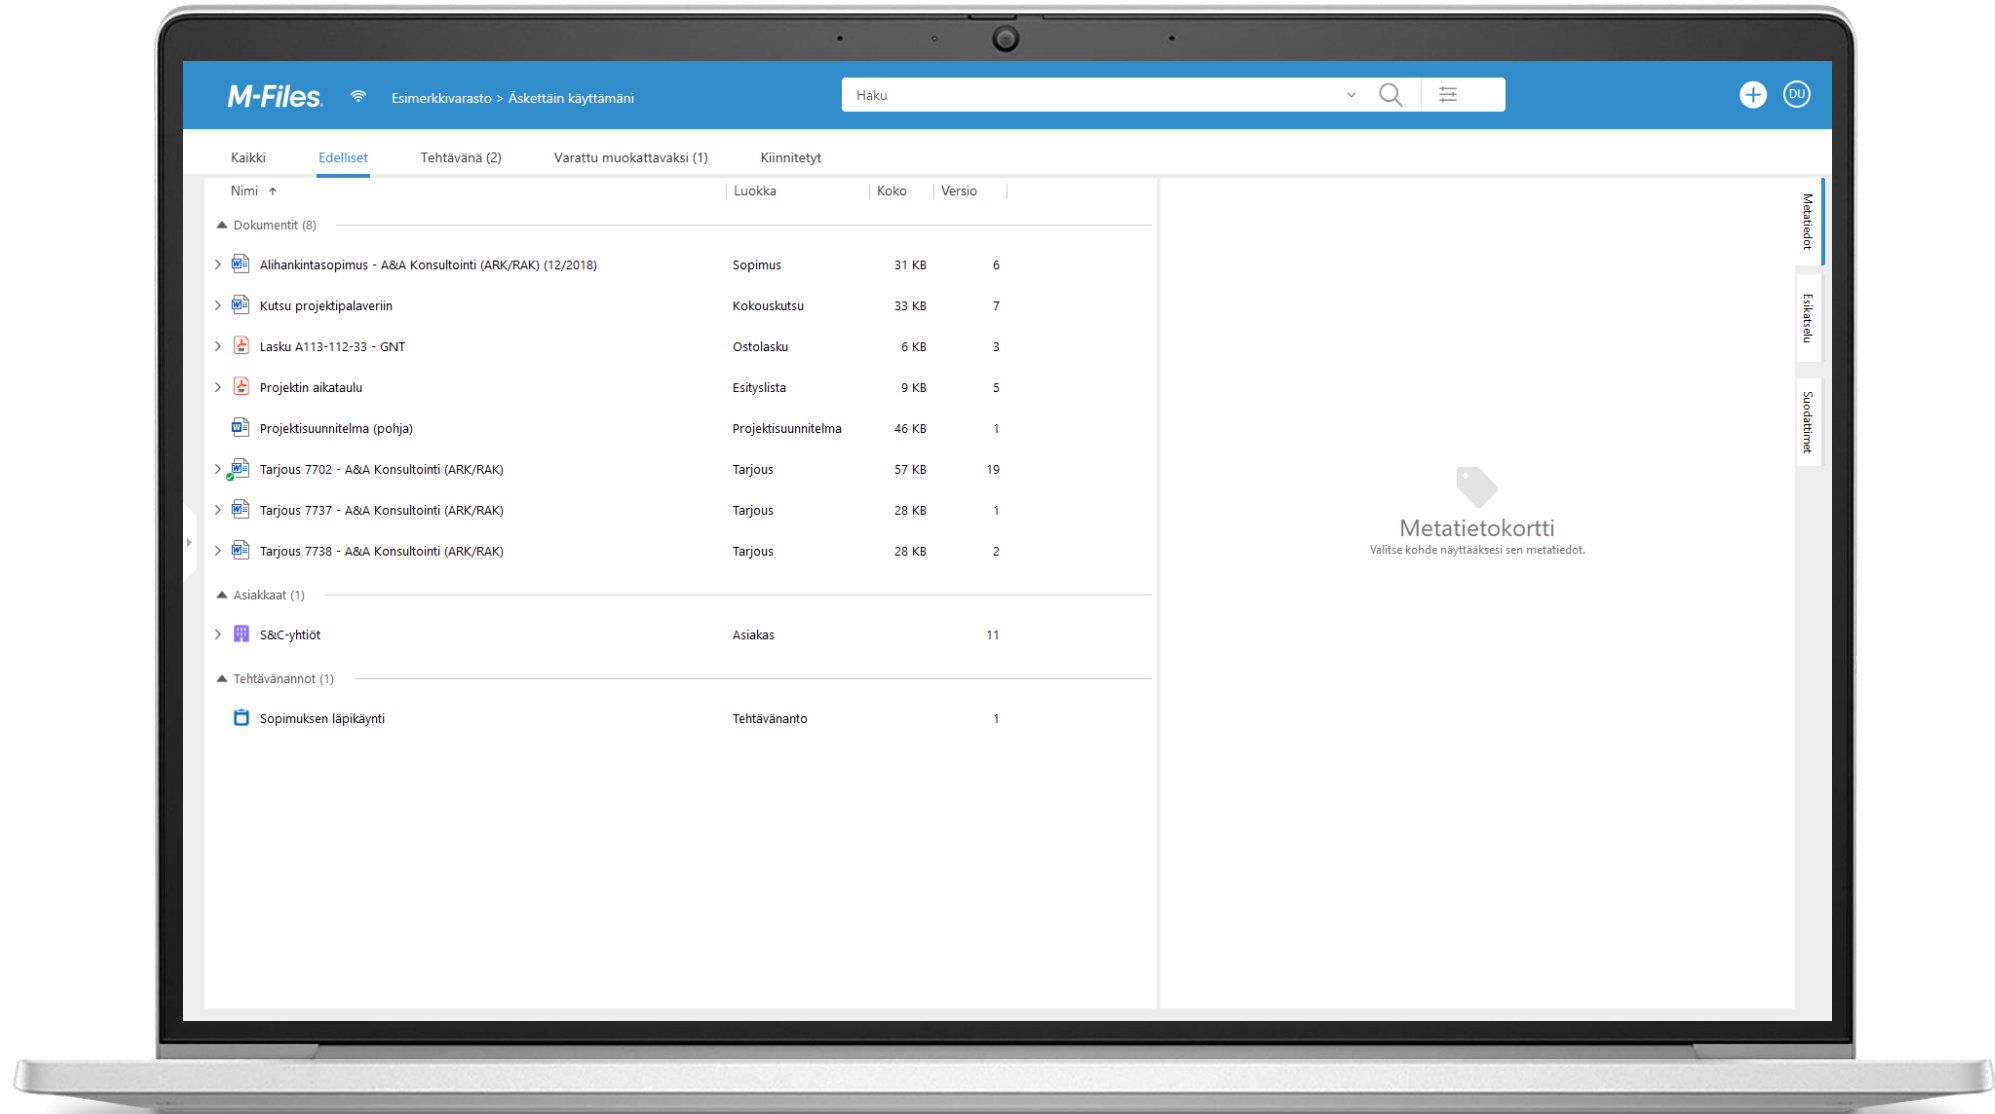 M-Files.
Esimerkkivarasto > Äskettäin käyttämäni
Haku
DU
Kaikki Edelliset Tehtävänä (2) Varattu muokattavaksi (1) Kiinnitetyt
Nimi Luokka Koko Versio
Dokumentit (8)
Alihankintasopimus - A&A Konsultointi (ARK/RAK) (12/2018) Sopimus 31 KB 6
Kutsu projektipalaveriin Kokouskutsu 33 KB 7
Lasku A113-112-33 - GNT Ostolasku 6 KB 3
Projektin aikataulu Esityslista 9 KB 5
Projektisuunnitelma (pohja) Projektisuunnitelma 46 KB 1
Tarjous 7702 - A&A Konsultointi (ARK/RAK) Tarjous 57 KB 19
Tarjous 7737 - A&A Konsultointi (ARK/RAK) Tarjous 28 KB 1
Tarjous 7738 - A&A Konsultointi (ARK/RAK) Tarjous 28 KB 2
Asiakkaat (1)
S&C-yhtiöt Asiakas 11
Tehtävänannot (1)
Sopimuksen läpikäynti Tehtävänanto 1
Metatietokortti
Valitse kohde näyttääksesi sen metatiedot.
Metatiedot
Esikatselu
Suodattimet